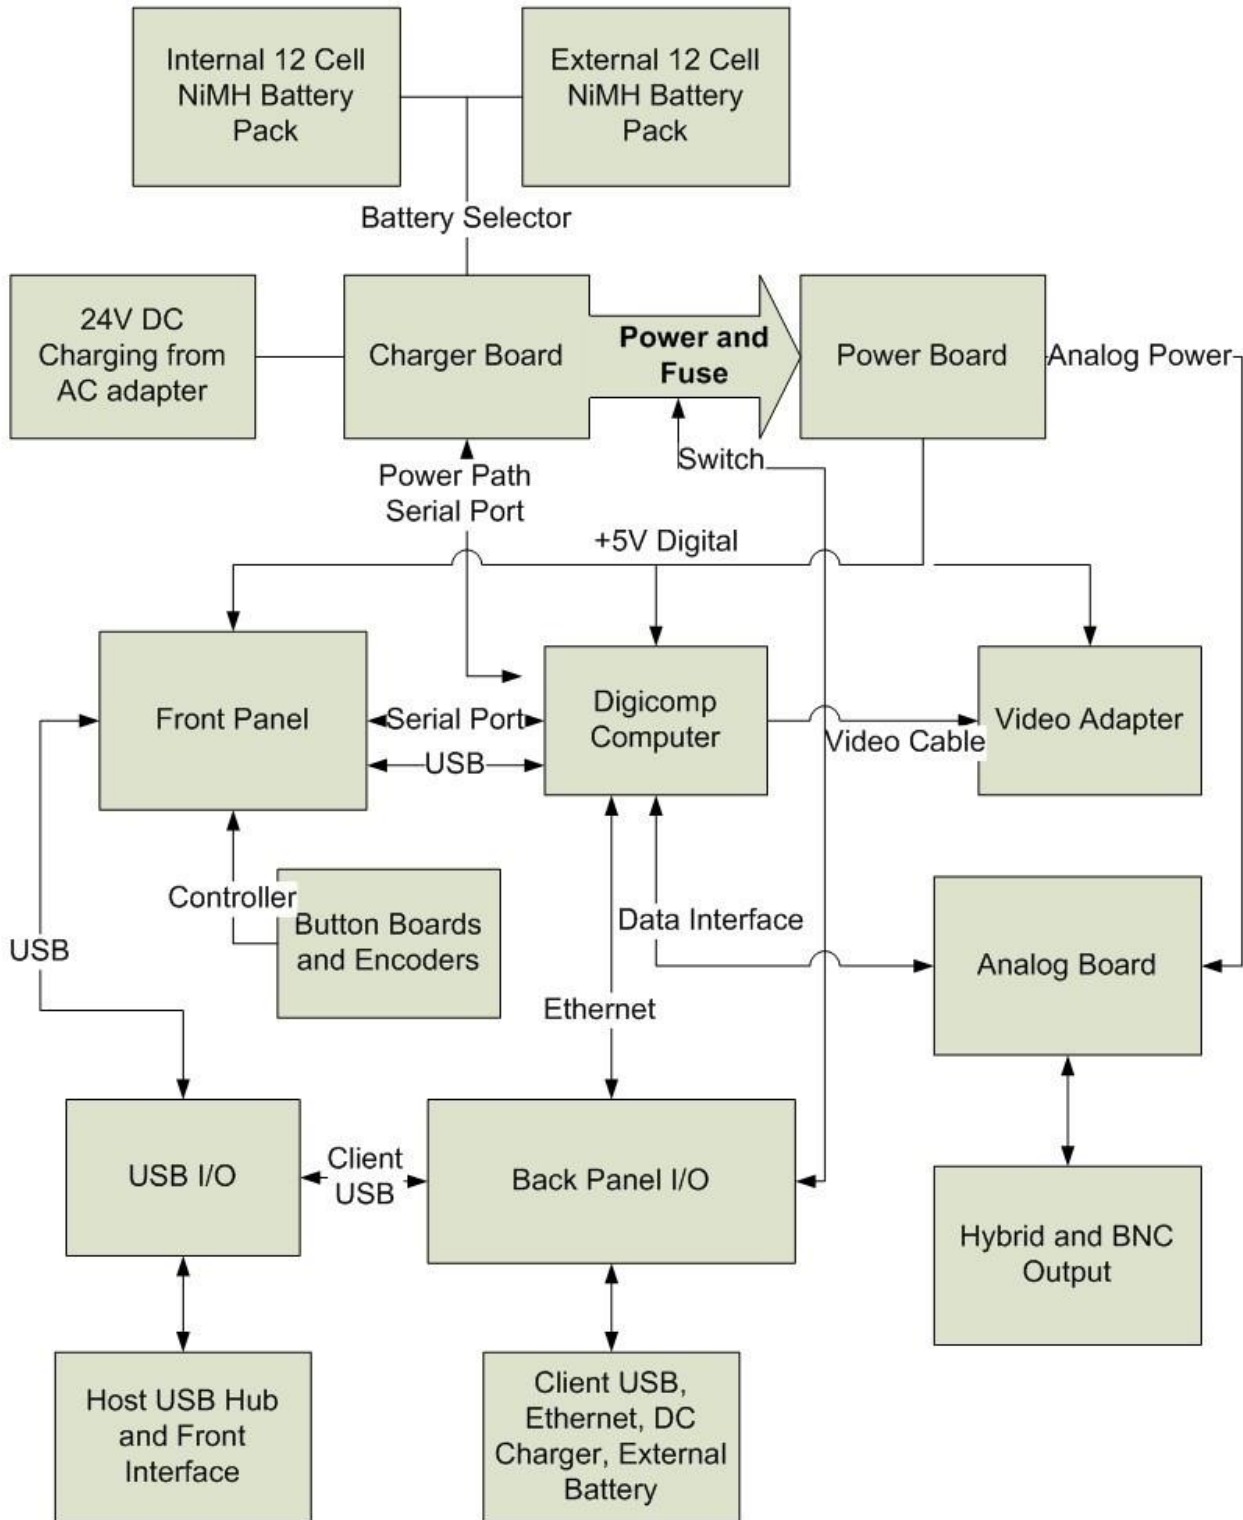 Internal 12 Cell
NiMH Battery
Pack
External 12 Cell
NiMH Battery
Pack
Battery Selector
24V DC
Charging from
AC adapter
Charger Board
Power and
Fuse
Power Board
Analog Power
Switch
Power Path
Serial Port
+5V Digital
Front Panel
Serial Port
USB
Digicomp
Computer
Video Cable
Video Adapter
Controller
Button Boards
and Encoders
Data Interface
Analog Board
USB
Ethernet
USB I/O
Client
USB
Back Panel I/O
Hybrid and BNC
Output
Host USB Hub
and Front
Interface
Client USB,
Ethernet, DC
Charger, External
Battery